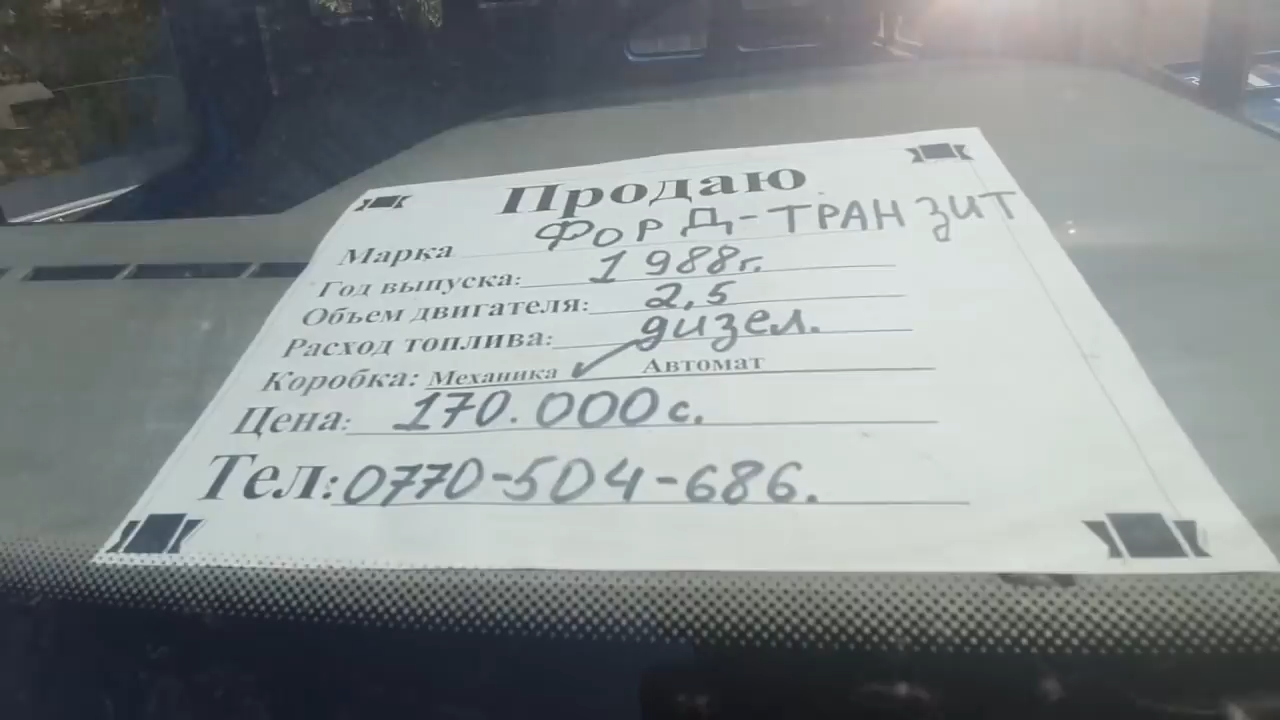 Продаю
Марка ФОРД-ТРАНЗИТ
Год выпуска: 1988г.
Объем двигателя: 2,5
Расход топлива: дизел.
Коробка: Механика ✓ Автомат
Цена: 170.000 с.
Тел: 0770-504-686.